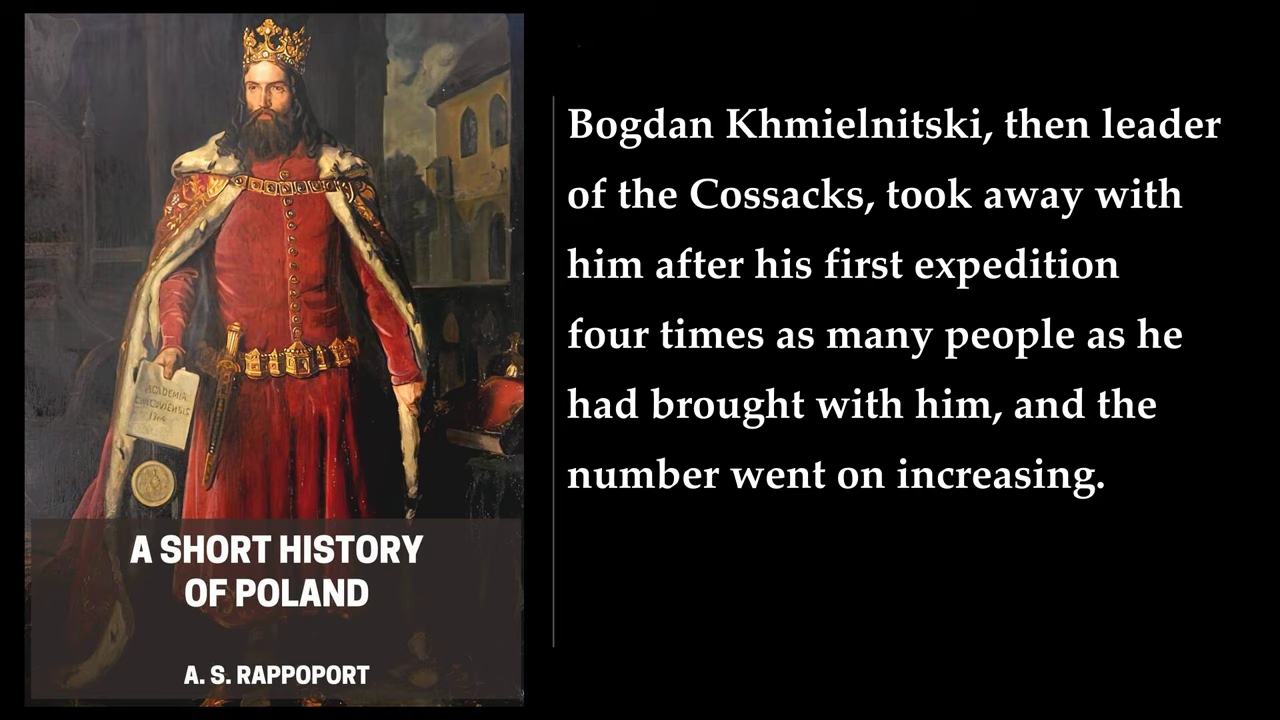 Bogdan Khmielnitski, then leader
of the Cossacks, took away with
him after his first expedition
four times as many people as he
had brought with him, and the
number went on increasing.
ACADEMIA
A SHORT HISTORY
OF POLAND
A. S. RAPPOPORT